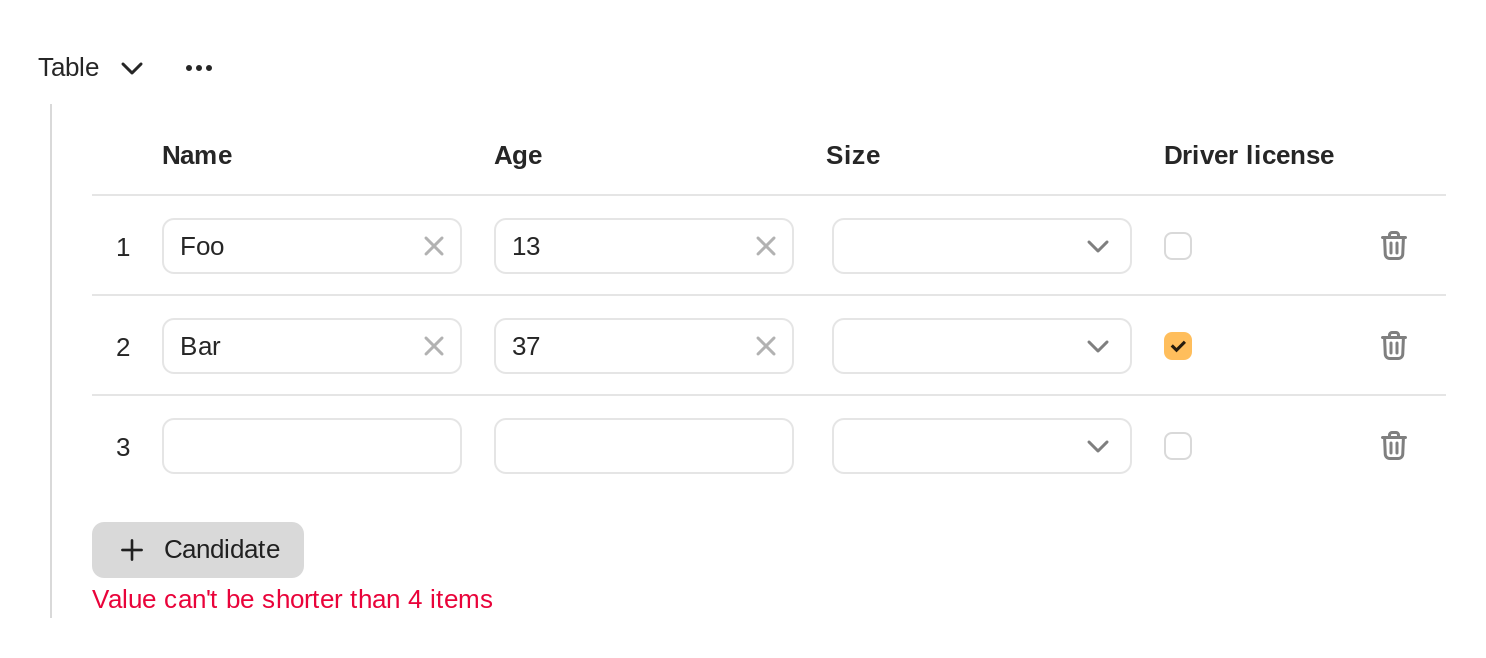 Table
Name Age Size Driver license
1 Foo 13
2 Bar 37
3
Candidate
Value can't be shorter than 4 items